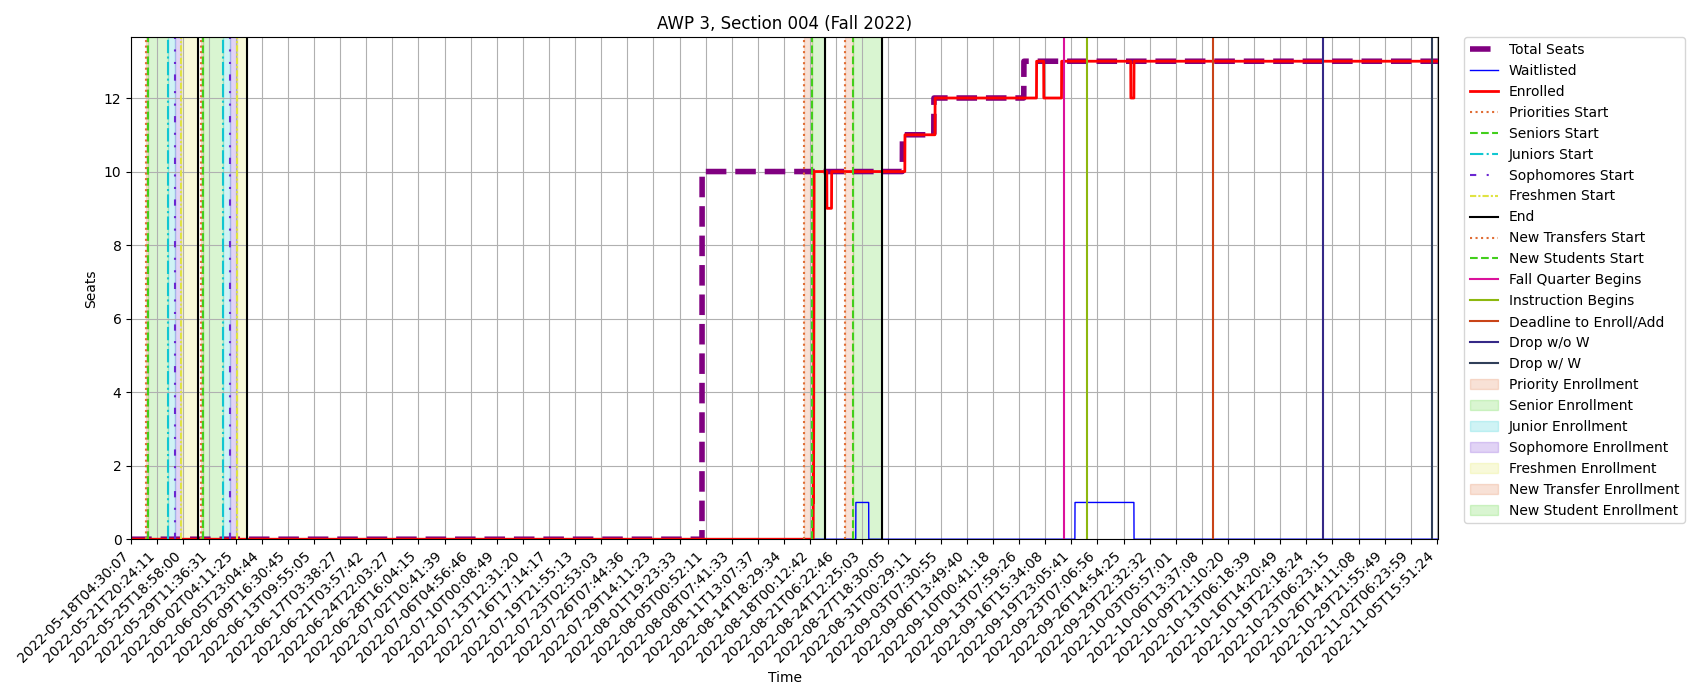 AWP 3, Section 004 (Fall 2022)
Seats
12
10
8
6
4
2
0
2022-05-18T04:30:07
2022-05-21T20:24:11
2022-05-25T18:58:00
2022-05-29T11:36:31
2022-06-02T04:11:25
2022-06-05T23:04:44
2022-06-09T16:30:45
2022-06-13T09:55:05
2022-06-17T03:38:27
2022-06-21T03:57:42
2022-06-24T22:03:27
2022-06-28T16:04:15
2022-07-02T10:41:39
2022-07-06T04:56:46
2022-07-10T00:08:49
2022-07-13T12:31:20
2022-07-16T17:14:17
2022-07-19T21:55:13
2022-07-23T02:53:03
2022-07-26T07:44:36
2022-07-29T14:11:23
2022-08-01T19:23:33
2022-08-05T00:52:11
2022-08-08T07:41:33
2022-08-11T13:07:37
2022-08-14T18:29:34
2022-08-18T00:12:42
2022-08-21T06:22:46
2022-08-24T12:25:03
2022-08-27T18:30:05
2022-08-31T00:29:11
2022-09-03T07:30:55
2022-09-06T13:49:40
2022-09-10T00:41:18
2022-09-13T07:59:26
2022-09-16T15:34:08
2022-09-19T23:05:41
2022-09-23T07:06:56
2022-09-26T14:54:25
2022-09-29T22:32:32
2022-10-03T05:57:01
2022-10-06T13:37:08
2022-10-09T21:10:20
2022-10-13T06:18:39
2022-10-16T14:20:49
2022-10-19T22:18:24
2022-10-23T06:23:15
2022-10-26T14:11:08
2022-10-29T21:55:49
2022-11-02T06:23:59
2022-11-05T15:51:24
Time
Total Seats
Waitlisted
Enrolled
Priorities Start
Seniors Start
Juniors Start
Sophomores Start
Freshmen Start
End
New Transfers Start
New Students Start
Fall Quarter Begins
Instruction Begins
Deadline to Enroll/Add
Drop w/o W
Drop w/ W
Priority Enrollment
Senior Enrollment
Junior Enrollment
Sophomore Enrollment
Freshmen Enrollment
New Transfer Enrollment
New Student Enrollment